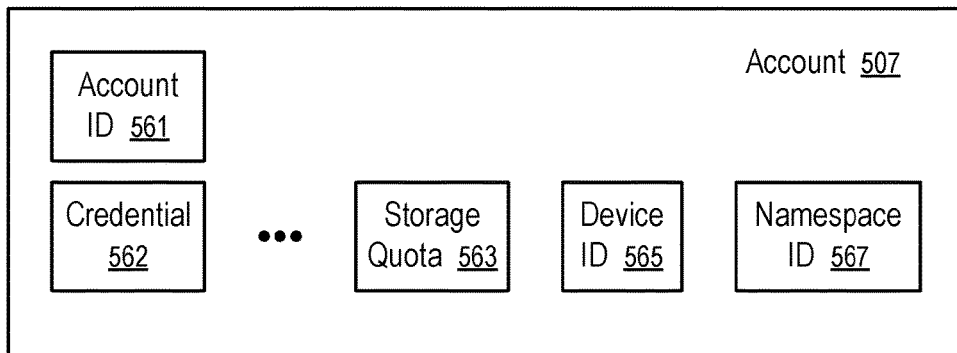 Account 507
Account
ID 561
Credential
562
Storage
Quota 563
Device
ID 565
Namespace
ID 567